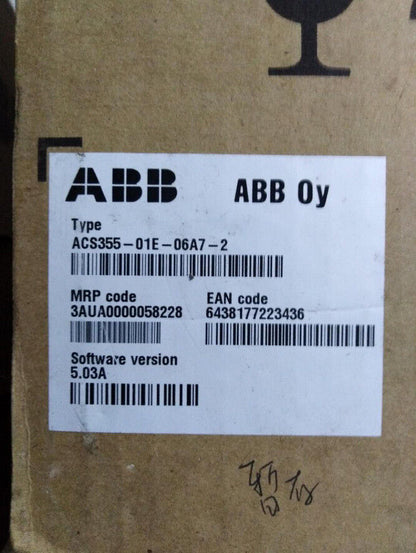 ABB
ABB Oy
Type
ACS355-01E-06A7-2
MRP code
3AUA0000058228
EAN code
6438177223436
Software version
5.03A